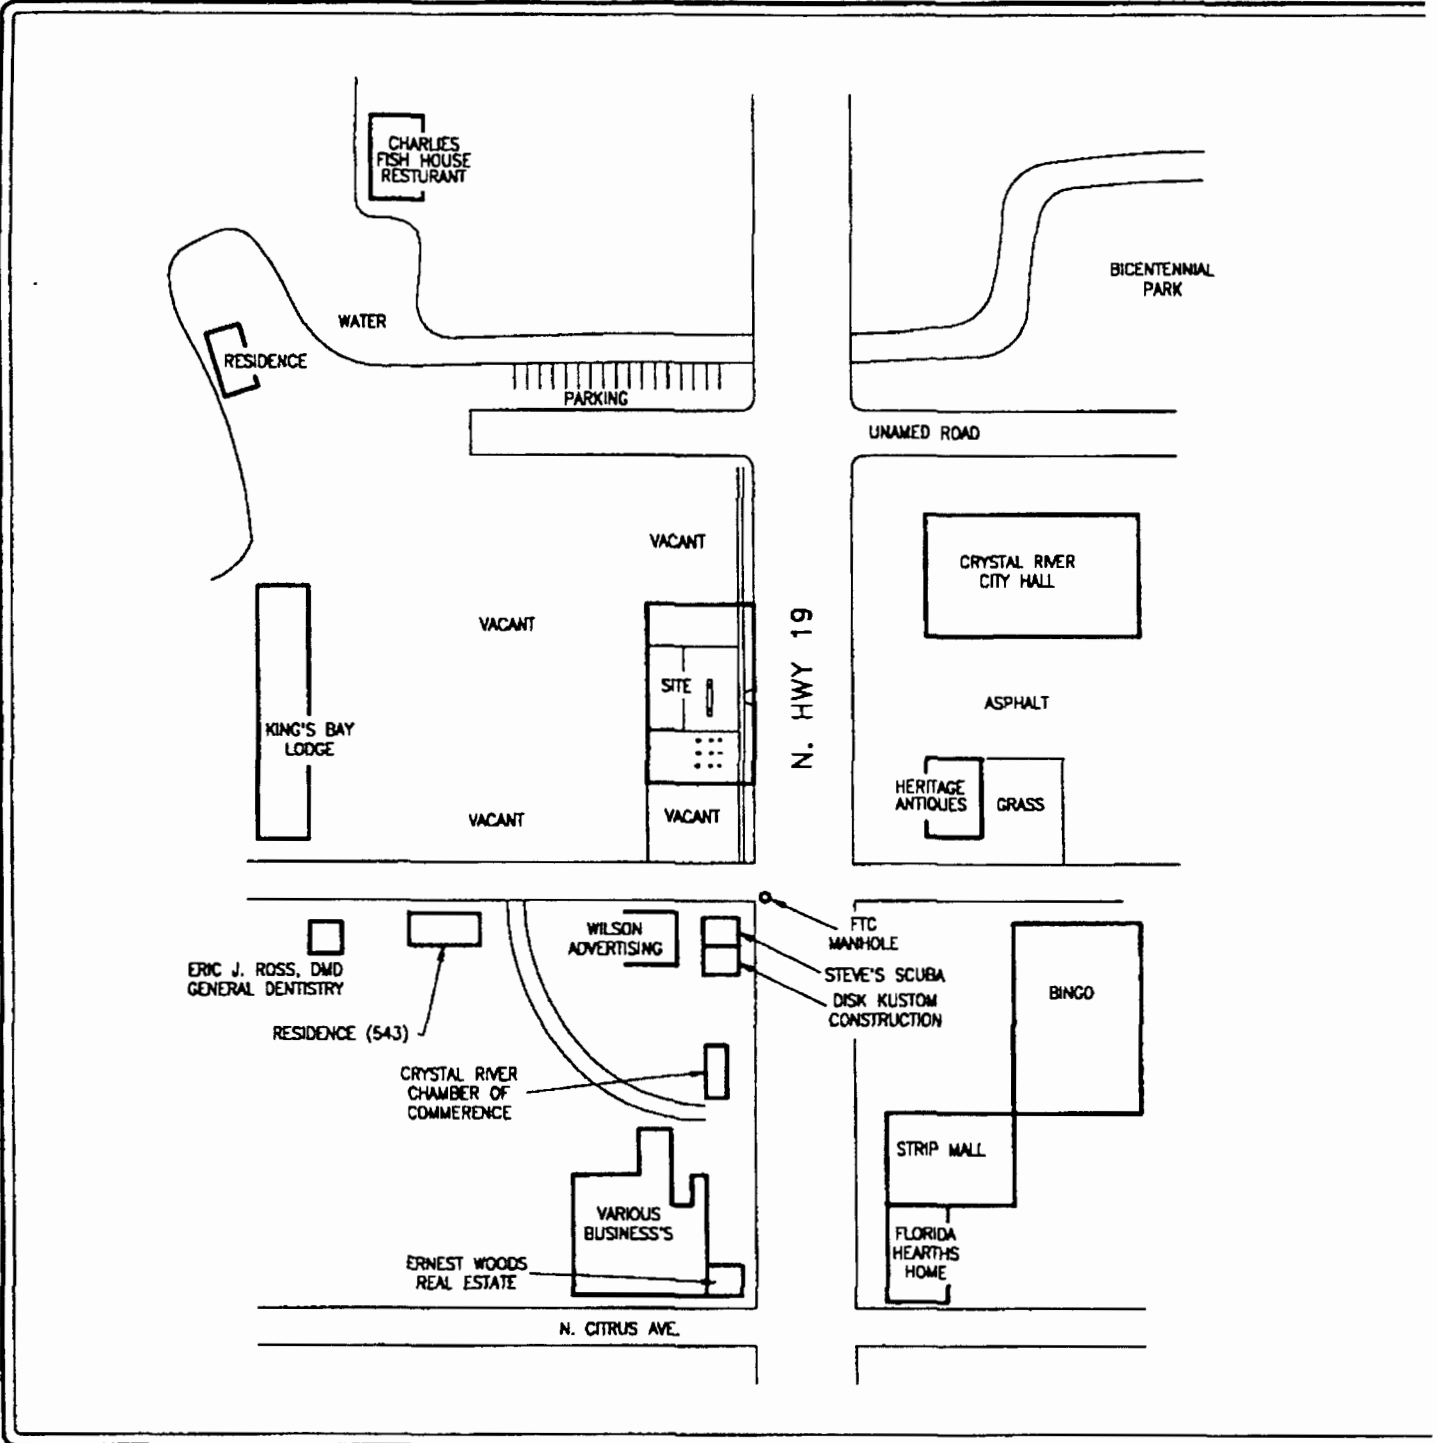 CHARLIES
FISH HOUSE
RESTURANT
BICENTENNIAL
PARK
WATER
RESIDENCE
PARKING
UNAMED ROAD
VACANT
CRYSTAL RIVER
CITY HALL
VACANT
N. HWY 19
SITE
ASPHALT
KING'S BAY
LODGE
HERITAGE
ANTIQUES
GRASS
VACANT
VACANT
WILSON
ADVERTISING
FTC
MANHOLE
ERIC J. ROSS, DMD
GENERAL DENTISTRY
STEVE'S SCUBA
BINGO
DISK KUSTOM
CONSTRUCTION
RESIDENCE (543)
CRYSTAL RIVER
CHAMBER OF
COMMERENCE
STRIP MALL
VARIOUS
BUSINESS'S
FLORIDA
HEARTHS
HOME
ERNEST WOODS
REAL ESTATE
N. CITRUS AVE.